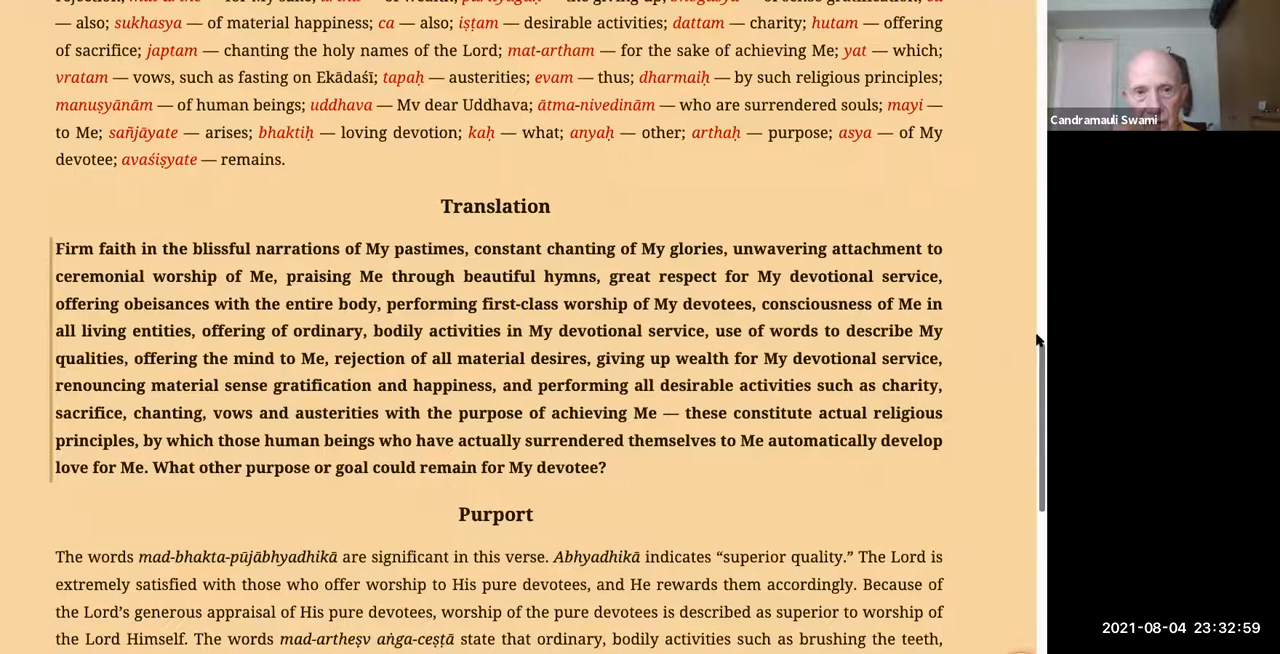 — also; sukhasya — of material happiness; ca — also; iṣṭam — desirable activities; dattam — charity; hutam — offering
of sacrifice; japtam — chanting the holy names of the Lord; mat-artham — for the sake of achieving Me; yat — which;
vratam — vows, such as fasting on Ekādaśī; tapaḥ — austerities; evam — thus; dharmaiḥ — by such religious principles;
manuṣyānām — of human beings; uddhava — My dear Uddhava; ātma-nivedinām — who are surrendered souls; mayi —
to Me; sañjāyate — arises; bhaktiḥ — loving devotion; kaḥ — what; anyaḥ — other; arthaḥ — purpose; asya — of My
devotee; avaśiṣyate — remains.
Translation
Firm faith in the blissful narrations of My pastimes, constant chanting of My glories, unwavering attachment to
ceremonial worship of Me, praising Me through beautiful hymns, great respect for My devotional service,
offering obeisances with the entire body, performing first-class worship of My devotees, consciousness of Me in
all living entities, offering of ordinary, bodily activities in My devotional service, use of words to describe My
qualities, offering the mind to Me, rejection of all material desires, giving up wealth for My devotional service,
renouncing material sense gratification and happiness, and performing all desirable activities such as charity,
sacrifice, chanting, vows and austerities with the purpose of achieving Me — these constitute actual religious
principles, by which those human beings who have actually surrendered themselves to Me automatically develop
love for Me. What other purpose or goal could remain for My devotee?
Purport
The words mad-bhakta-pūjābhyadhikā are significant in this verse. Abhyadhikā indicates “superior quality.” The Lord is
extremely satisfied with those who offer worship to His pure devotees, and He rewards them accordingly. Because of
the Lord’s generous appraisal of His pure devotees, worship of the pure devotees is described as superior to worship of
the Lord Himself. The words mad-artheṣv aṅga-ceṣṭā state that ordinary, bodily activities such as brushing the teeth,
Candramauli Swami
2021-08-04 23:32:59